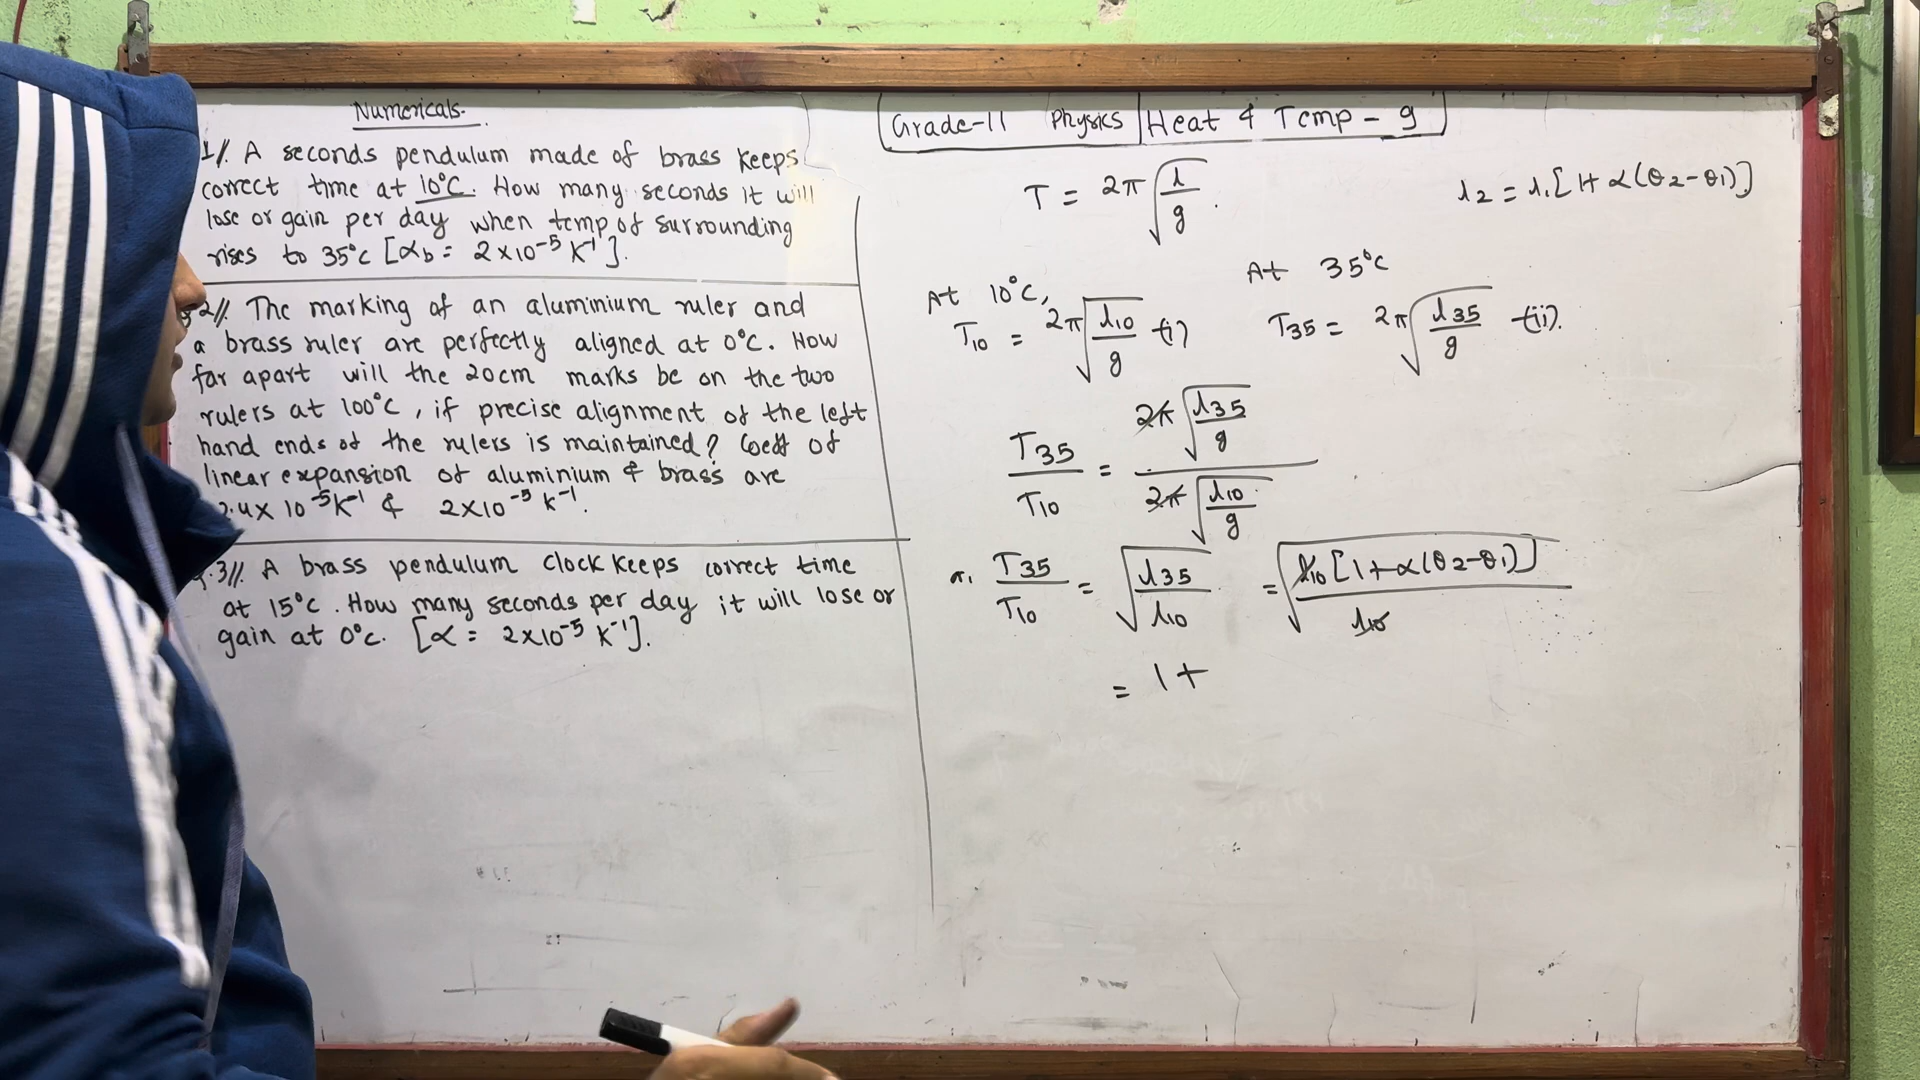 Numericals.
1//. A seconds pendulum made of brass keeps
correct time at 10°C. How many seconds it will
lose or gain per day when temp of surrounding
rises to 35°C [αb = 2×10⁻⁵ K⁻¹].
2//. The marking of an aluminium ruler and
a brass ruler are perfectly aligned at 0°C. How
far apart will the 20cm marks be on the two
rulers at 100°C, if precise alignment of the left
hand ends of the rulers is maintained? Coeff of
linear expansion of aluminium & brass are
2.4× 10⁻⁵K⁻¹ & 2×10⁻⁵ K⁻¹.
3//. A brass pendulum clock keeps correct time
at 15°C. How many seconds per day it will lose or
gain at 0°C. [α = 2×10⁻⁵ K⁻¹].
Grade-11 Physics | Heat & Temp - 9
T = 2π √(l/g).
l2 = l1[1+ α(θ2-θ1)]
At 10°C,
T10 = 2π √(l10/g) -(i)
At 35°C
T35 = 2π √(l35/g) -(ii).
T35/T10 = 2π √(l35/g) / 2π √(l10/g)
or, T35/T10 = √(l35/l10) = √(l10[1+α(θ2-θ1)]/l10)
= 1+